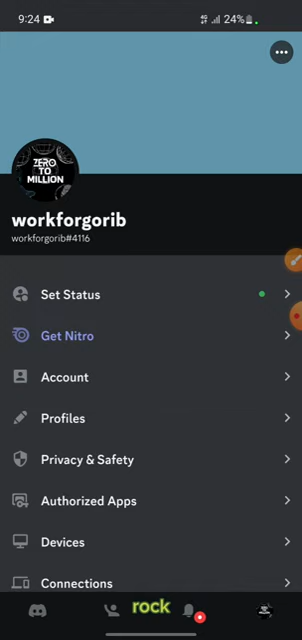 9:24
24%
ZERO
TO
MILLION
workforgorib
workforgorib#4116
Set Status
Get Nitro
Account
Profiles
Privacy & Safety
Authorized Apps
Devices
Connections
rock